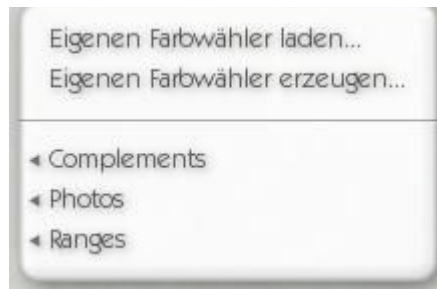 Eigenen Farbwähler laden...
Eigenen Farbwähler erzeugen...
Complements
Photos
Ranges